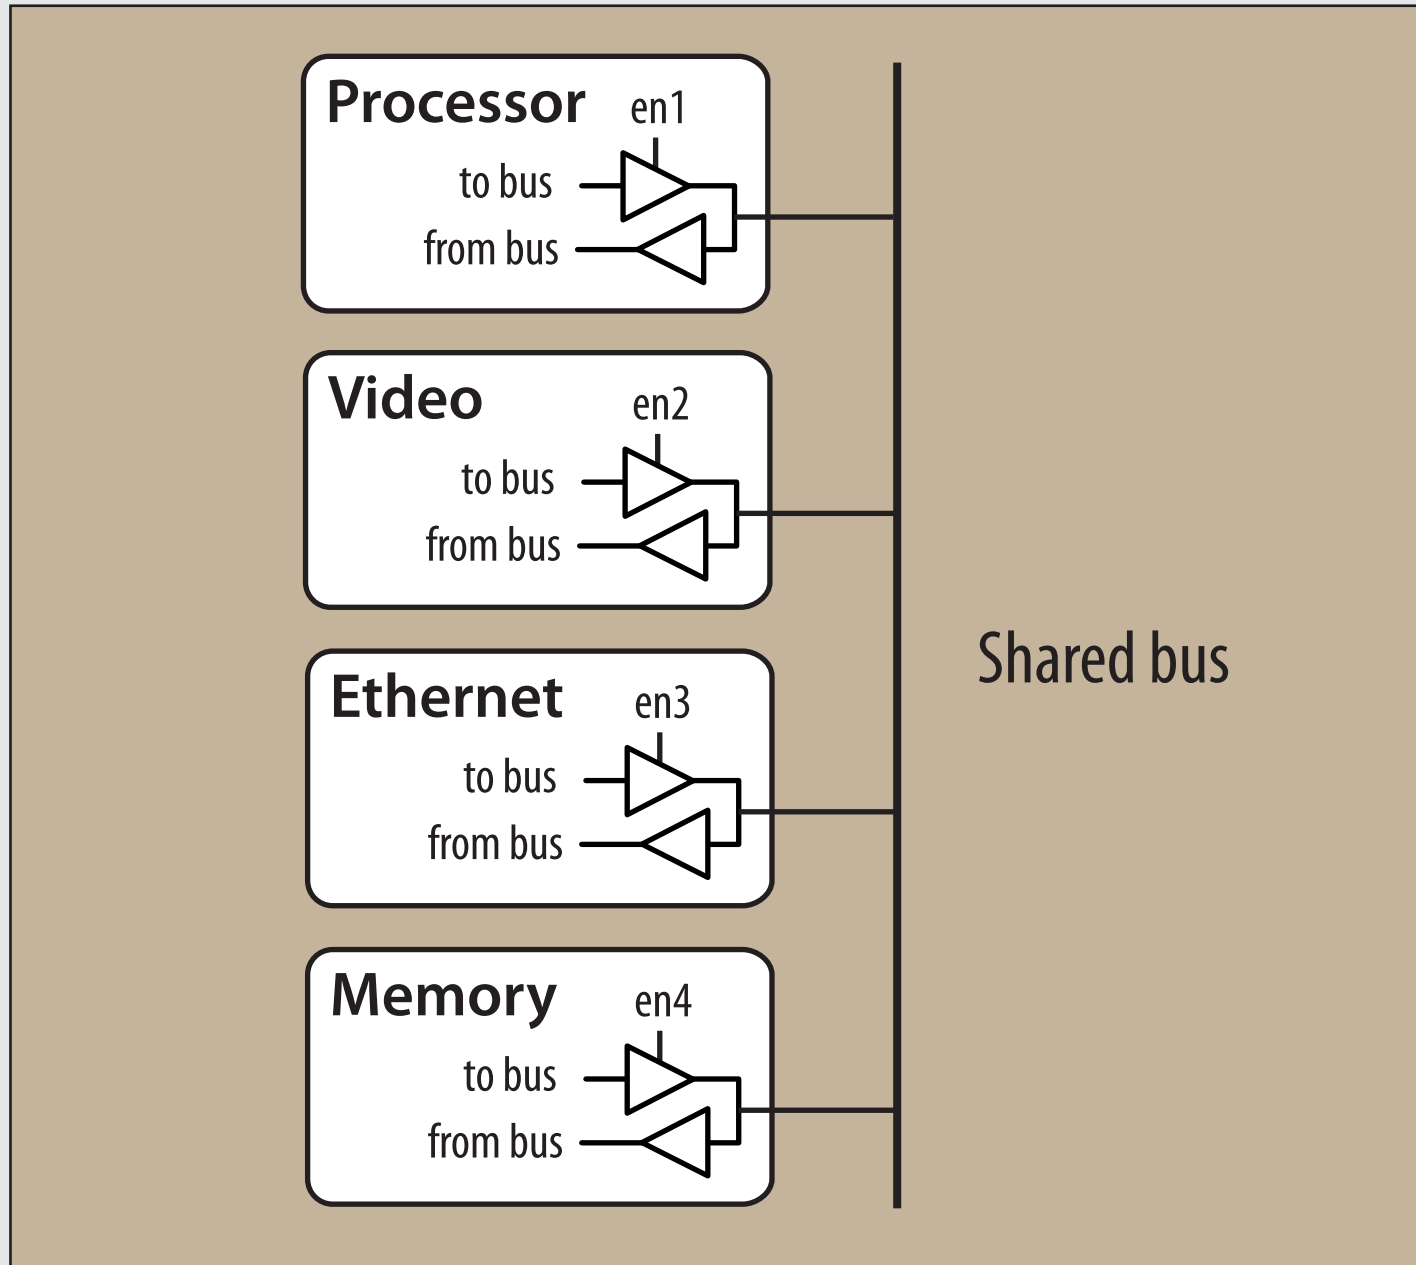 Processor
en1
to bus
from bus
Video
en2
to bus
from bus
Shared bus
Ethernet
en3
to bus
from bus
Memory
en4
to bus
from bus